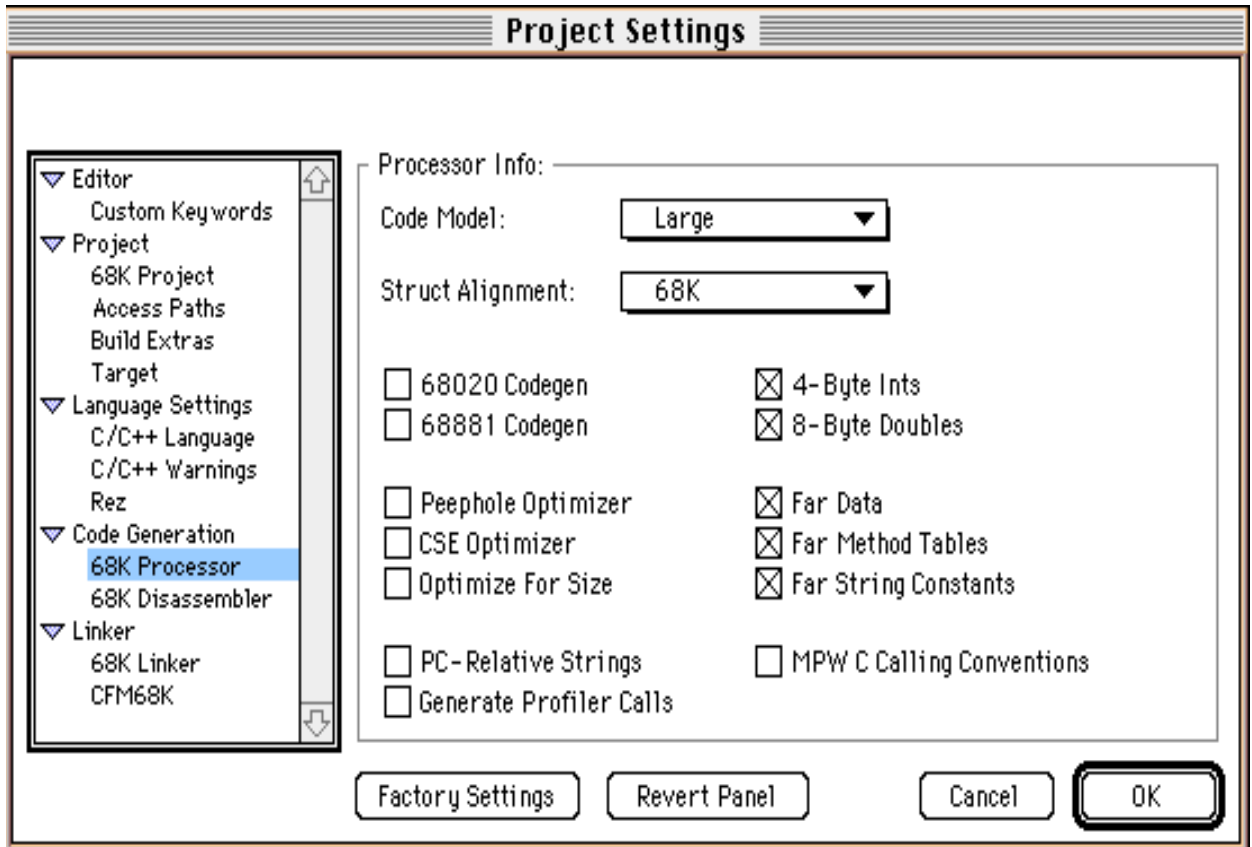 Project Settings
Editor
Custom Keywords
Project
68K Project
Access Paths
Build Extras
Target
Language Settings
C/C++ Language
C/C++ Warnings
Rez
Code Generation
68K Processor
68K Disassembler
Linker
68K Linker
CFM68K
Processor Info:
Code Model: Large
Struct Alignment: 68K
68020 Codegen 4-Byte Ints
68881 Codegen 8-Byte Doubles
Peephole Optimizer Far Data
CSE Optimizer Far Method Tables
Optimize For Size Far String Constants
PC-Relative Strings MPW C Calling Conventions
Generate Profiler Calls
Factory Settings Revert Panel Cancel OK